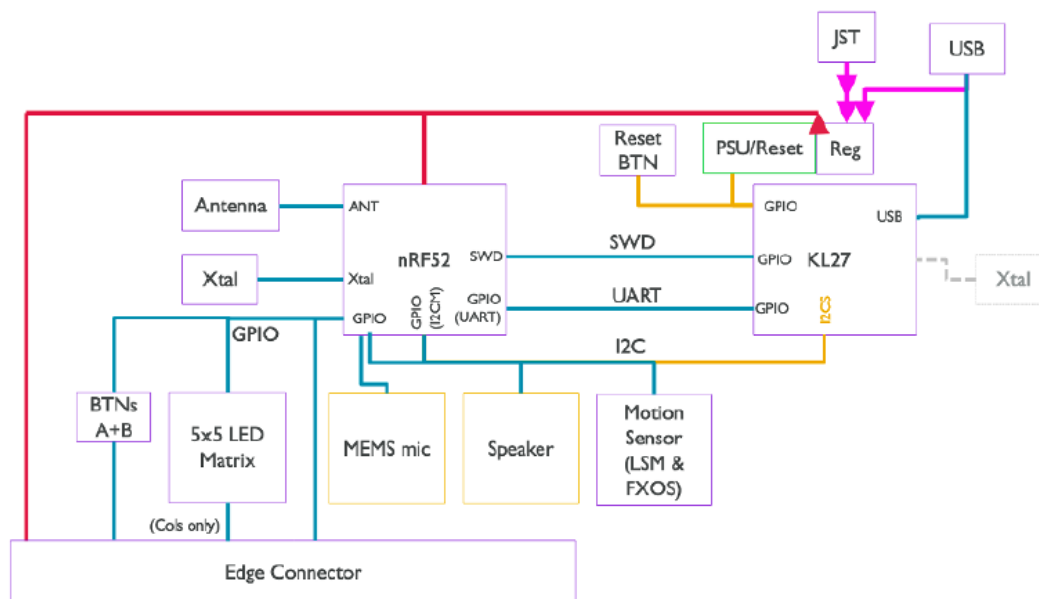 JST
USB
Reset
BTN
PSU/Reset
Reg
Antenna
ANT
GPIO
USB
nRF52
SWD
SWD
GPIO
KL27
Xtal
Xtal
Xtal
GPIO
(I2CM)
GPIO
(UART)
UART
GPIO
I2CS
GPIO
GPIO
I2C
BTNs
A+B
5x5 LED
Matrix
MEMS mic
Speaker
Motion
Sensor
(LSM &
FXOS)
(Cols only)
Edge Connector